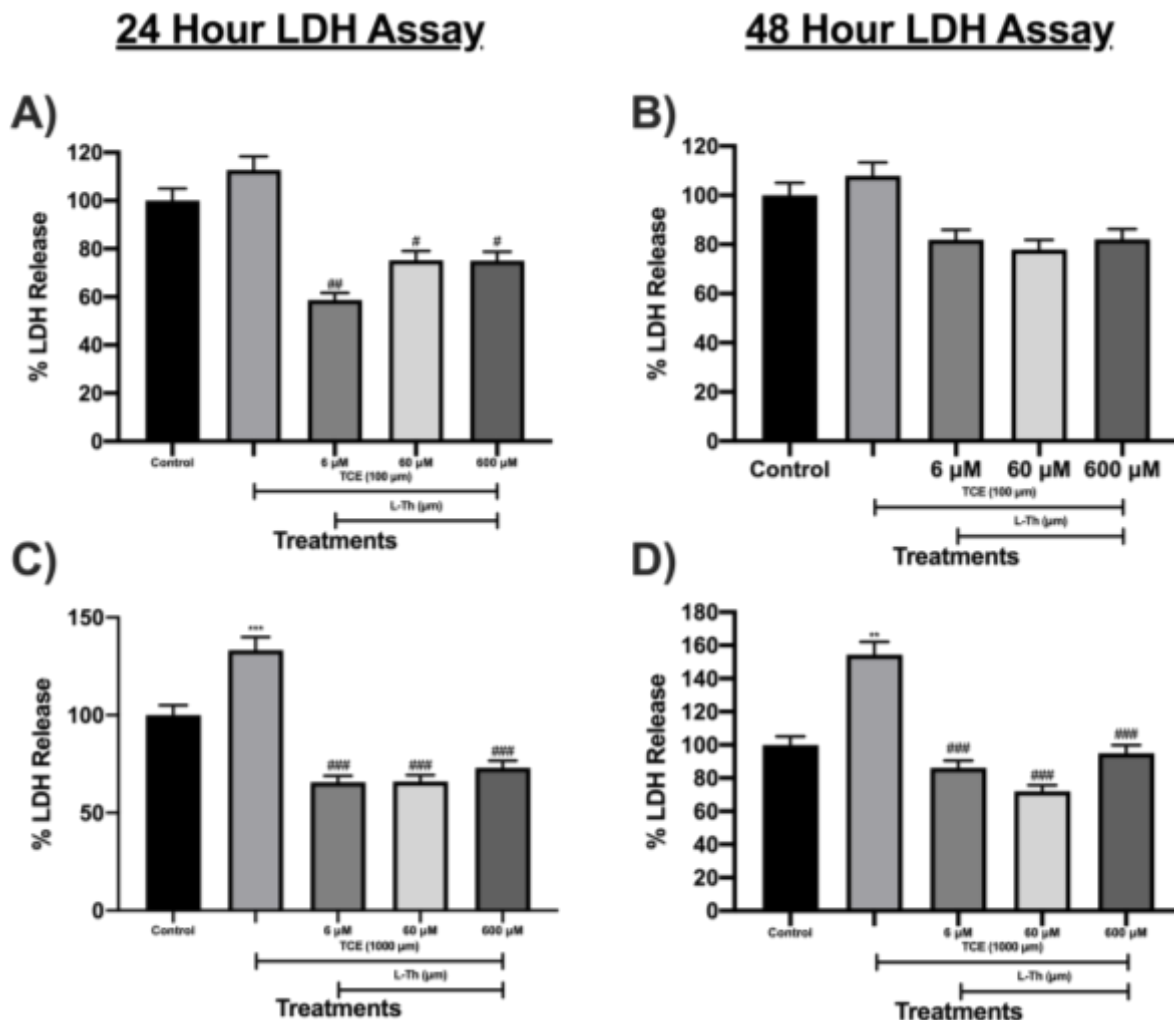 24 Hour LDH Assay
48 Hour LDH Assay
A)
% LDH Release
120
100
80
60
40
20
0
##
#
#
Control
6 µM
60 µM
600 µM
TCE (100 µm)
L-Th (µm)
Treatments
B)
% LDH Release
120
100
80
60
40
20
0
Control
6 µM
60 µM
600 µM
TCE (100 µm)
L-Th (µm)
Treatments
C)
% LDH Release
150
100
50
0
***
###
###
###
Control
6 µM
60 µM
600 µM
TCE (1000 µm)
L-Th (µm)
Treatments
D)
% LDH Release
180
160
140
120
100
80
60
40
20
0
**
###
###
###
Control
6 µM
60 µM
600 µM
TCE (1000 µm)
L-Th (µm)
Treatments